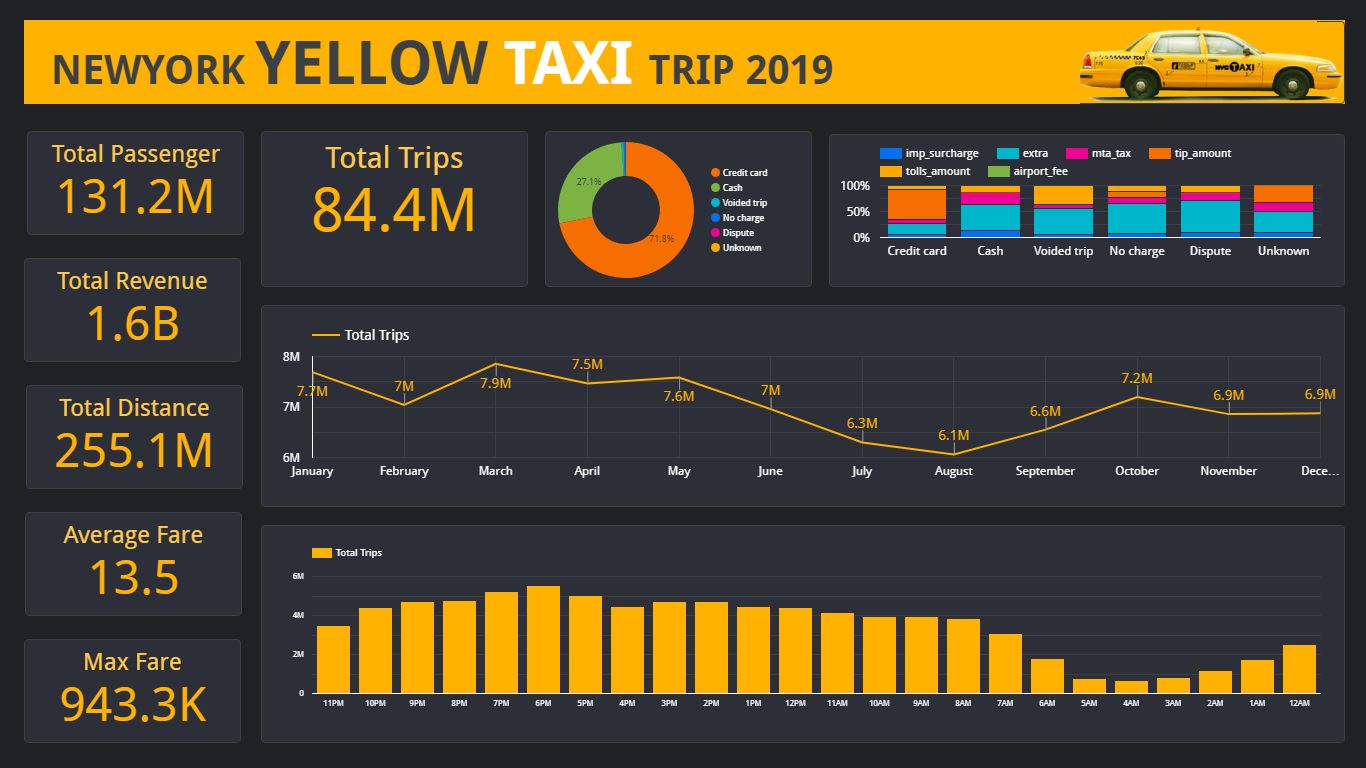 NEWYORK YELLOW TAXI TRIP 2019
NYC TAXI
Total Passenger
131.2M
Total Revenue
1.6B
Total Distance
255.1M
Average Fare
13.5
Max Fare
943.3K
Total Trips
84.4M
27.1%
71.8%
Credit card
Cash
Voided trip
No charge
Dispute
Unknown
imp_surcharge extra mta_tax tip_amount
tolls_amount airport_fee
100%
50%
0%
Credit card Cash Voided trip No charge Dispute Unknown
Total Trips
8M
7M
6M
7.7M 7M 7.9M 7.5M 7.6M 7M 6.3M 6.1M 6.6M 7.2M 6.9M 6.9M
January February March April May June July August September October November Dece...
Total Trips
6M
4M
2M
0
11PM 10PM 9PM 8PM 7PM 6PM 5PM 4PM 3PM 2PM 1PM 12PM 11AM 10AM 9AM 8AM 7AM 6AM 5AM 4AM 3AM 2AM 1AM 12AM